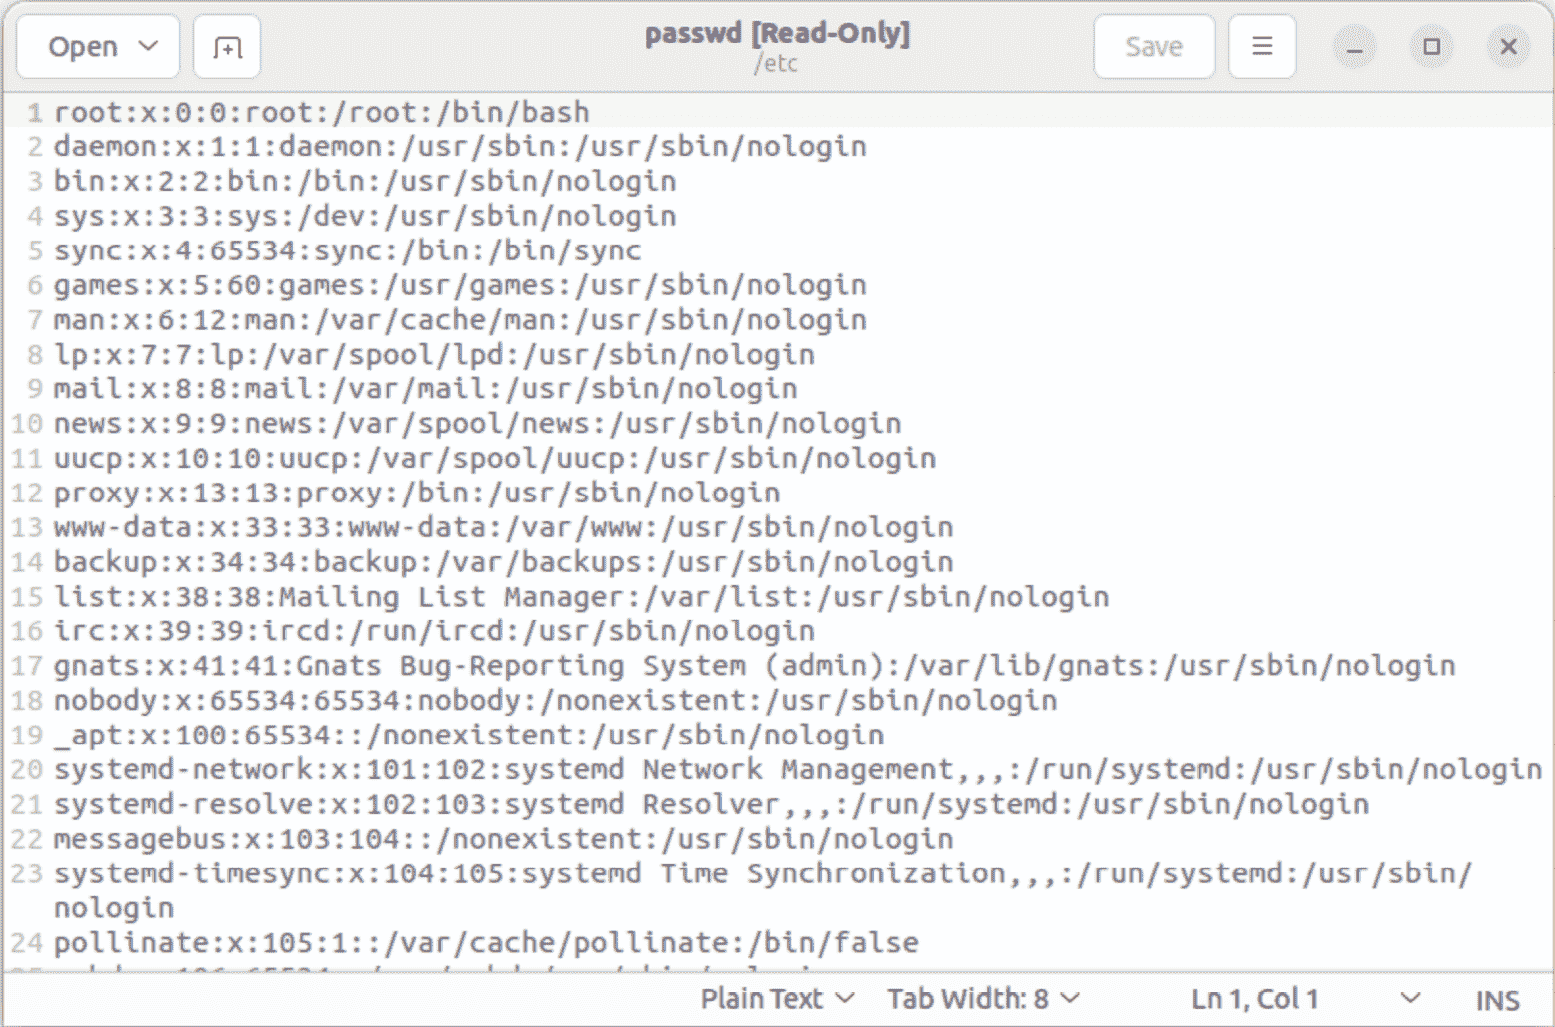 Open
passwd [Read-Only]
/etc
Save
1 root:x:0:0:root:/root:/bin/bash
2 daemon:x:1:1:daemon:/usr/sbin:/usr/sbin/nologin
3 bin:x:2:2:bin:/bin:/usr/sbin/nologin
4 sys:x:3:3:sys:/dev:/usr/sbin/nologin
5 sync:x:4:65534:sync:/bin:/bin/sync
6 games:x:5:60:games:/usr/games:/usr/sbin/nologin
7 man:x:6:12:man:/var/cache/man:/usr/sbin/nologin
8 lp:x:7:7:lp:/var/spool/lpd:/usr/sbin/nologin
9 mail:x:8:8:mail:/var/mail:/usr/sbin/nologin
10 news:x:9:9:news:/var/spool/news:/usr/sbin/nologin
11 uucp:x:10:10:uucp:/var/spool/uucp:/usr/sbin/nologin
12 proxy:x:13:13:proxy:/bin:/usr/sbin/nologin
13 www-data:x:33:33:www-data:/var/www:/usr/sbin/nologin
14 backup:x:34:34:backup:/var/backups:/usr/sbin/nologin
15 list:x:38:38:Mailing List Manager:/var/list:/usr/sbin/nologin
16 irc:x:39:39:ircd:/run/ircd:/usr/sbin/nologin
17 gnats:x:41:41:Gnats Bug-Reporting System (admin):/var/lib/gnats:/usr/sbin/nologin
18 nobody:x:65534:65534:nobody:/nonexistent:/usr/sbin/nologin
19 _apt:x:100:65534::/nonexistent:/usr/sbin/nologin
20 systemd-network:x:101:102:systemd Network Management,,,:/run/systemd:/usr/sbin/nologin
21 systemd-resolve:x:102:103:systemd Resolver,,,:/run/systemd:/usr/sbin/nologin
22 messagebus:x:103:104::/nonexistent:/usr/sbin/nologin
23 systemd-timesync:x:104:105:systemd Time Synchronization,,,:/run/systemd:/usr/sbin/
nologin
24 pollinate:x:105:1::/var/cache/pollinate:/bin/false
Plain Text
Tab Width: 8
Ln 1, Col 1
INS